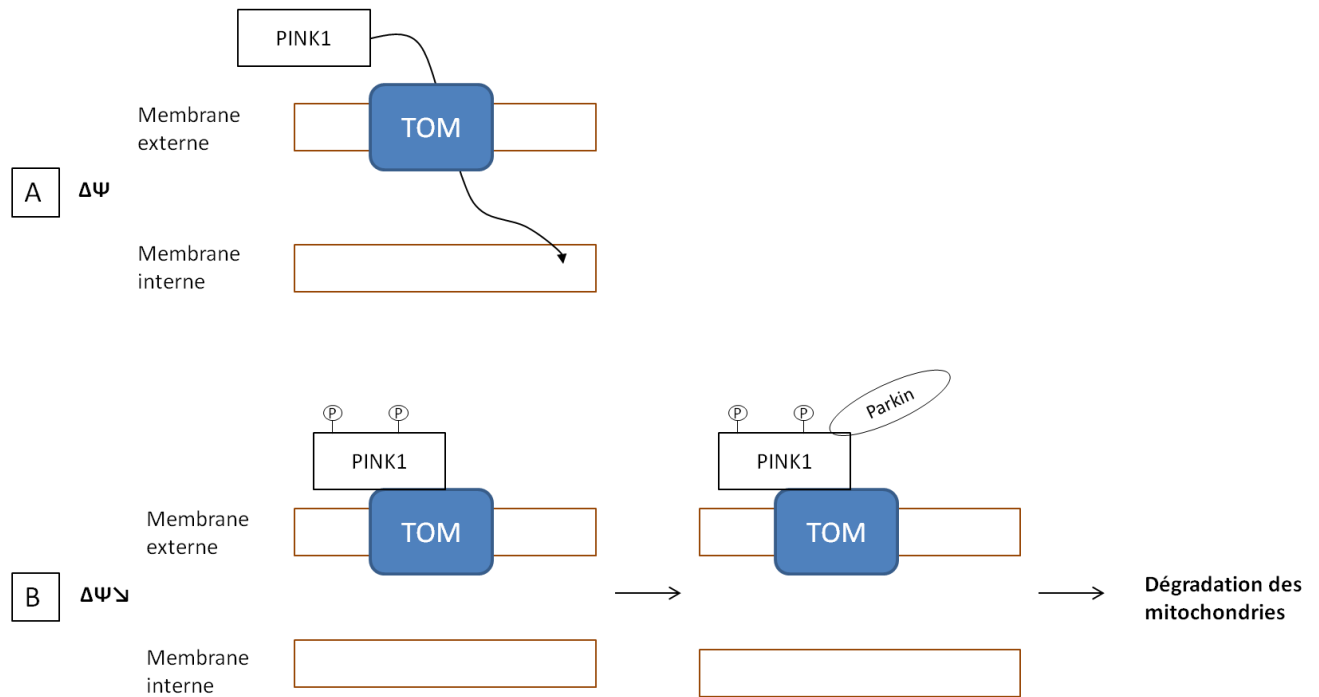 PINK1
Membrane
externe
TOM
A ΔΨ
Membrane
interne
P P
Parkin
P P
PINK1
PINK1
Membrane
externe
TOM
TOM
B ΔΨ↘
Dégradation des
mitochondries
Membrane
interne